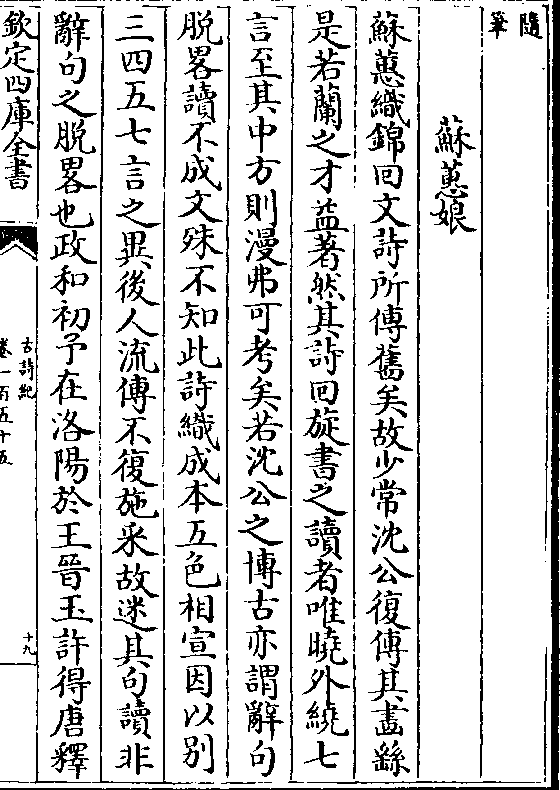 隨
筆
蘇蕙娘
蘇蕙織錦回文詩所傳舊矣故少常沈公復傳其畵繇
是若蘭之才益著然其詩回旋書之讀者唯曉外繞七
言至其中方則漫弗可考矣若沈公之博古亦謂辭句
脱畧讀不成文殊不知此詩織成本五色相宣因以别
三四五七言之異後人流傳不復施采故迷其句讀非
辭句之脱畧也政和初予在洛陽於王晉玉許得唐釋
欽定四庫全書
古詩紀
卷一百五十五
十九